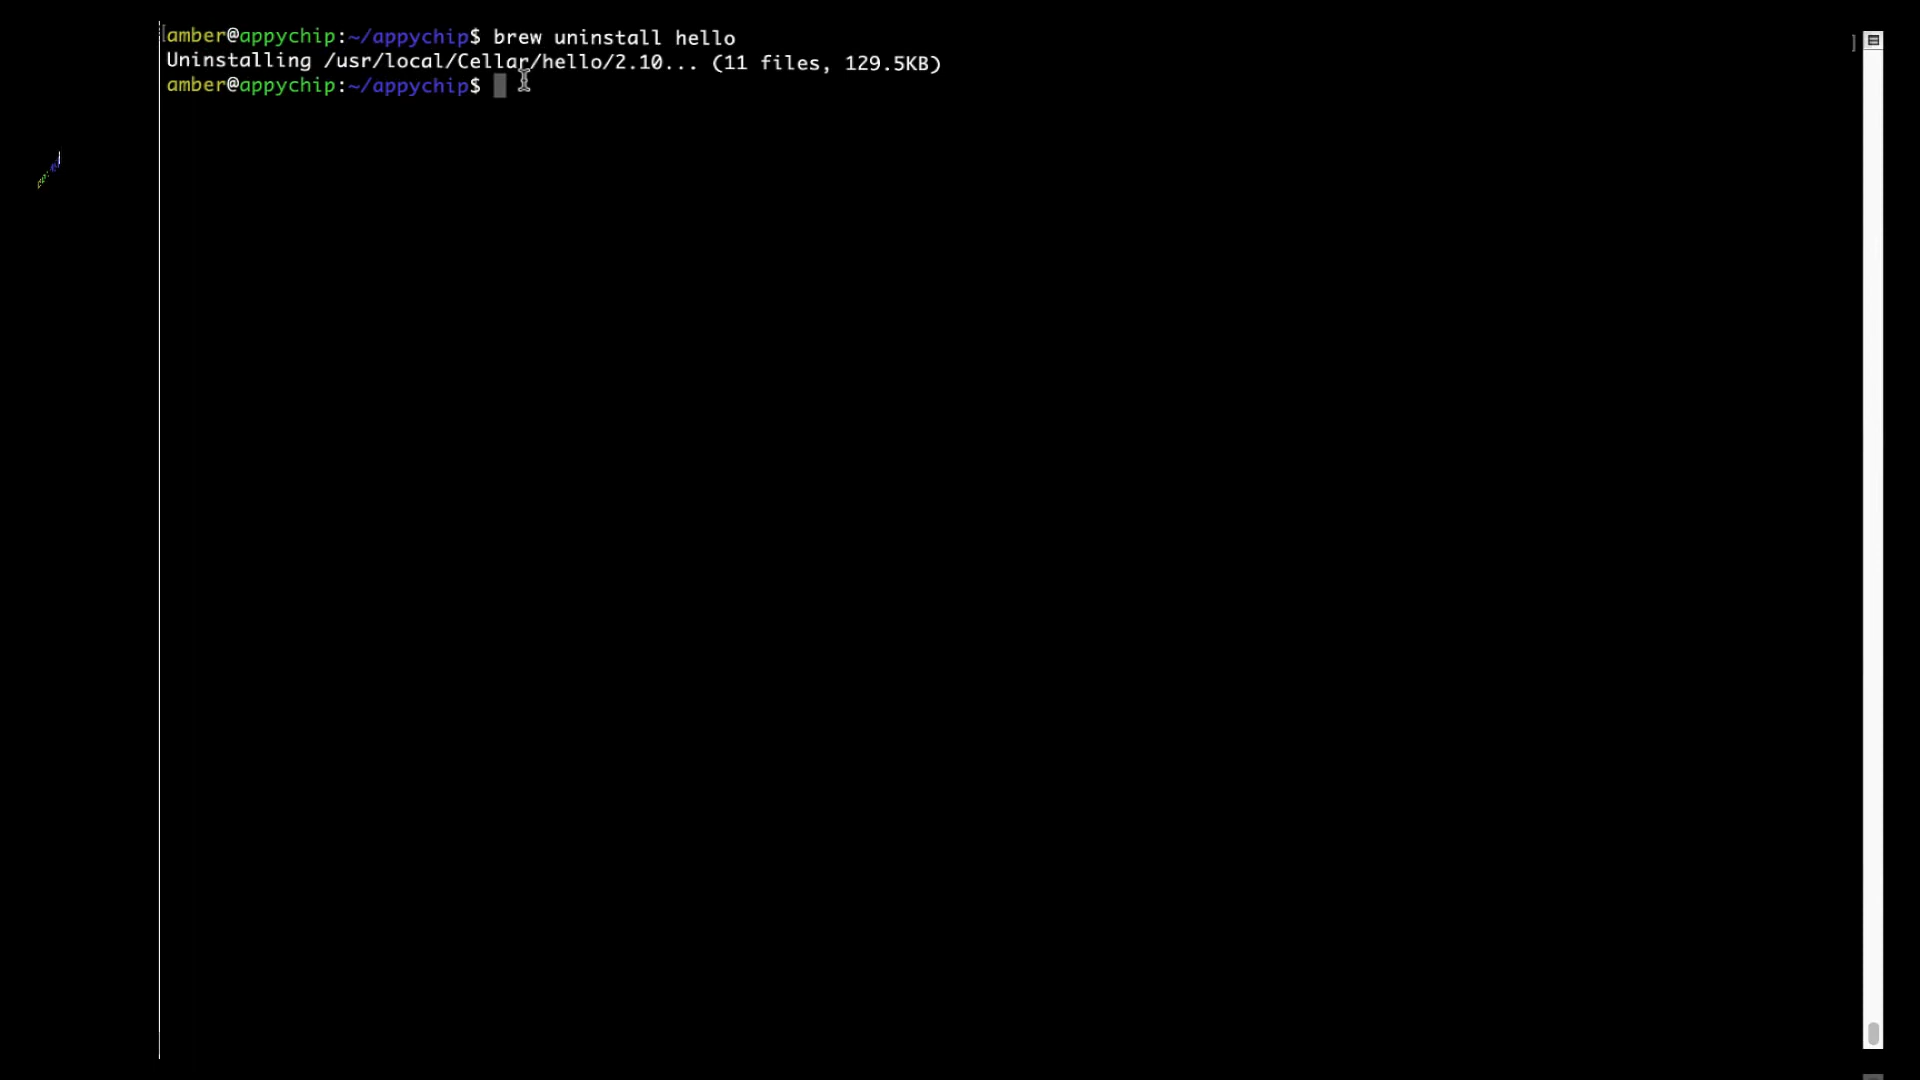 amber@appychip:~/appychip$ brew uninstall hello
Uninstalling /usr/local/Cellar/hello/2.10... (11 files, 129.5KB)
amber@appychip:~/appychip$